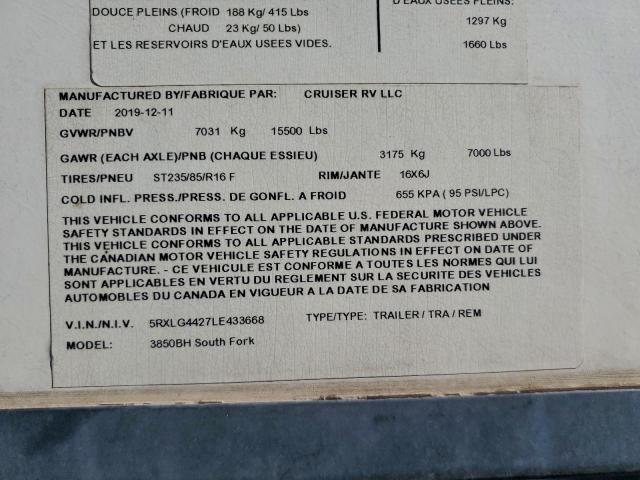 DOUCE PLEINS (FROID 188 Kg/ 415 Lbs
CHAUD 23 Kg/ 50 Lbs)
ET LES RESERVOIRS D'EAUX USEES VIDES.
D'EAUX USEES PLEINS:
1297 Kg
1660 Lbs
MANUFACTURED BY/FABRIQUE PAR: CRUISER RV LLC
DATE 2019-12-11
GVWR/PNBV 7031 Kg 15500 Lbs
GAWR (EACH AXLE)/PNB (CHAQUE ESSIEU) 3175 Kg 7000 Lbs
TIRES/PNEU ST235/85/R16 F RIM/JANTE 16X6J
COLD INFL. PRESS./PRESS. DE GONFL. A FROID 655 KPA ( 95 PSI/LPC)
THIS VEHICLE CONFORMS TO ALL APPLICABLE U.S. FEDERAL MOTOR VEHICLE
SAFETY STANDARDS IN EFFECT ON THE DATE OF MANUFACTURE SHOWN ABOVE.
THIS VEHICLE CONFORMS TO ALL APPLICABLE STANDARDS PRESCRIBED UNDER
THE CANADIAN MOTOR VEHICLE SAFETY REGULATIONS IN EFFECT ON DATE OF
MANUFACTURE. - CE VEHICULE EST CONFORME A TOUTES LES NORMES QUI LUI
SONT APPLICABLES EN VERTU DU REGLEMENT SUR LA SECURITE DES VEHICLES
AUTOMOBLES DU CANADA EN VIGUEUR A LA DATE DE SA FABRICATION
V.I.N./N.I.V. 5RXLG4427LE433668 TYPE/TYPE: TRAILER / TRA / REM
MODEL: 3850BH South Fork